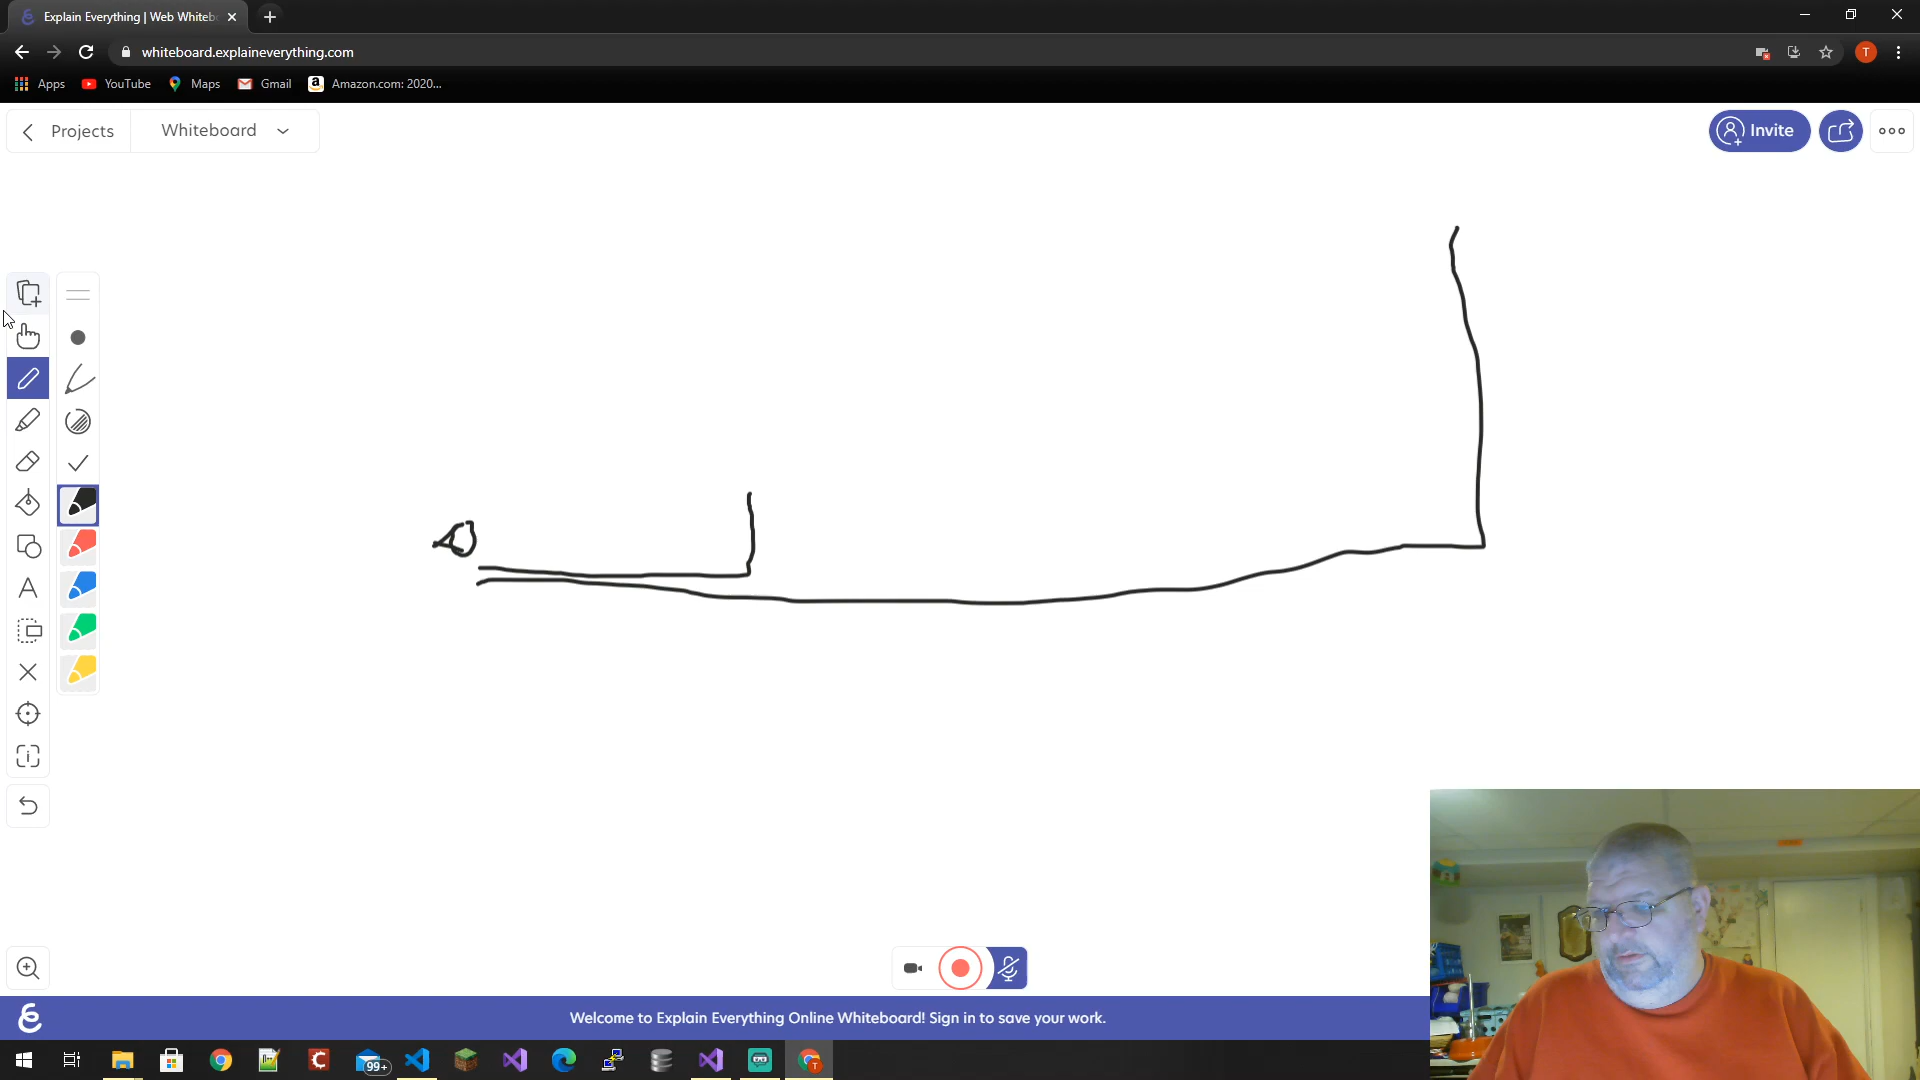 Explain Everything | Web Whitebo
whiteboard.explaineverything.com
T
Apps
YouTube
Maps
Gmail
Amazon.com: 2020...
Projects
Whiteboard
Invite
A
Welcome to Explain Everything Online Whiteboard! Sign in to save your work.
99+